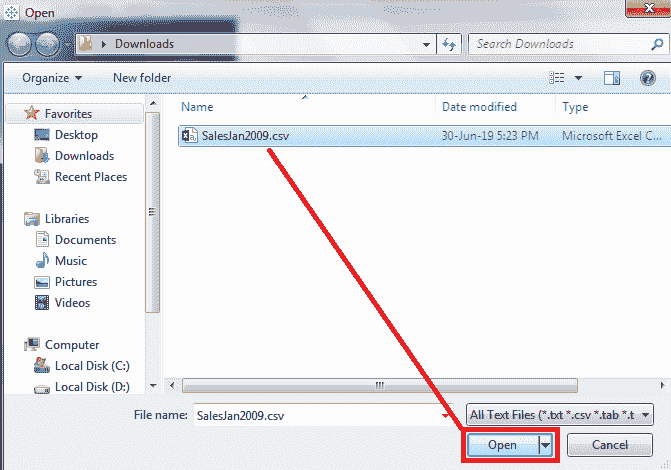 Open
Downloads
Search Downloads
Organize New folder
Favorites
Desktop
Downloads
Recent Places
Libraries
Documents
Music
Pictures
Videos
Computer
Local Disk (C:)
Local Disk (D:)
Name Date modified Type
SalesJan2009.csv 30-Jun-19 5:23 PM Microsoft Excel C...
File name: SalesJan2009.csv All Text Files (*.txt *.csv *.tab *.t
Open Cancel